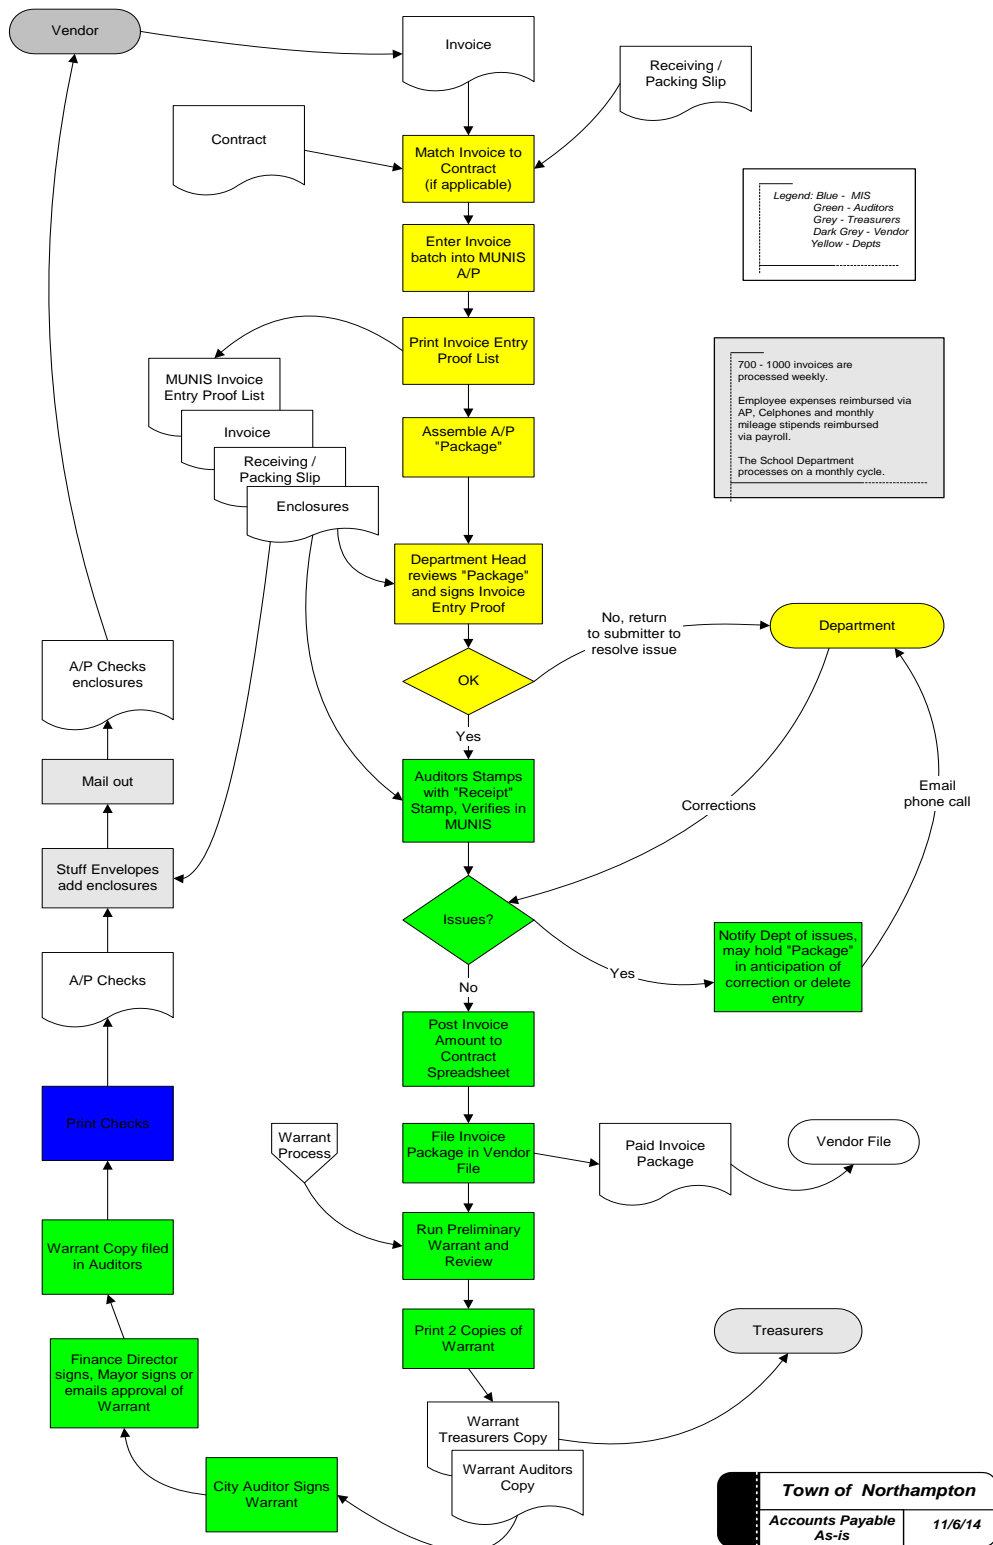 Vendor
Invoice
Receiving /
Packing Slip
Contract
Match Invoice to
Contract
(if applicable)
Legend: Blue - MIS
Green - Auditors
Grey - Treasurers
Dark Grey - Vendor
Yellow - Depts
Enter Invoice
batch into MUNIS
A/P
Print Invoice Entry
Proof List
700 - 1000 invoices are
processed weekly.
Employee expenses reimbursed via
AP, Celphones and monthly
mileage stipends reimbursed
via payroll.
The School Department
processes on a monthly cycle.
MUNIS Invoice
Entry Proof List
Invoice
Receiving /
Packing Slip
Enclosures
Assemble A/P
"Package"
Department Head
reviews "Package"
and signs Invoice
Entry Proof
No, return
to submitter to
resolve issue
Department
OK
Yes
A/P Checks
enclosures
Mail out
Auditors Stamps
with "Receipt"
Stamp, Verifies in
MUNIS
Corrections
Email
phone call
Stuff Envelopes
add enclosures
Issues?
Yes
Notify Dept of issues,
may hold "Package"
in anticipation of
correction or delete
entry
No
A/P Checks
Post Invoice
Amount to
Contract
Spreadsheet
Print Checks
Warrant
Process
File Invoice
Package in Vendor
File
Paid Invoice
Package
Vendor File
Warrant Copy filed
in Auditors
Run Preliminary
Warrant and
Review
Print 2 Copies of
Warrant
Treasurers
Finance Director
signs, Mayor signs or
emails approval of
Warrant
Warrant
Treasurers Copy
Warrant Auditors
Copy
City Auditor Signs
Warrant
Town of Northampton
Accounts Payable
As-is
11/6/14